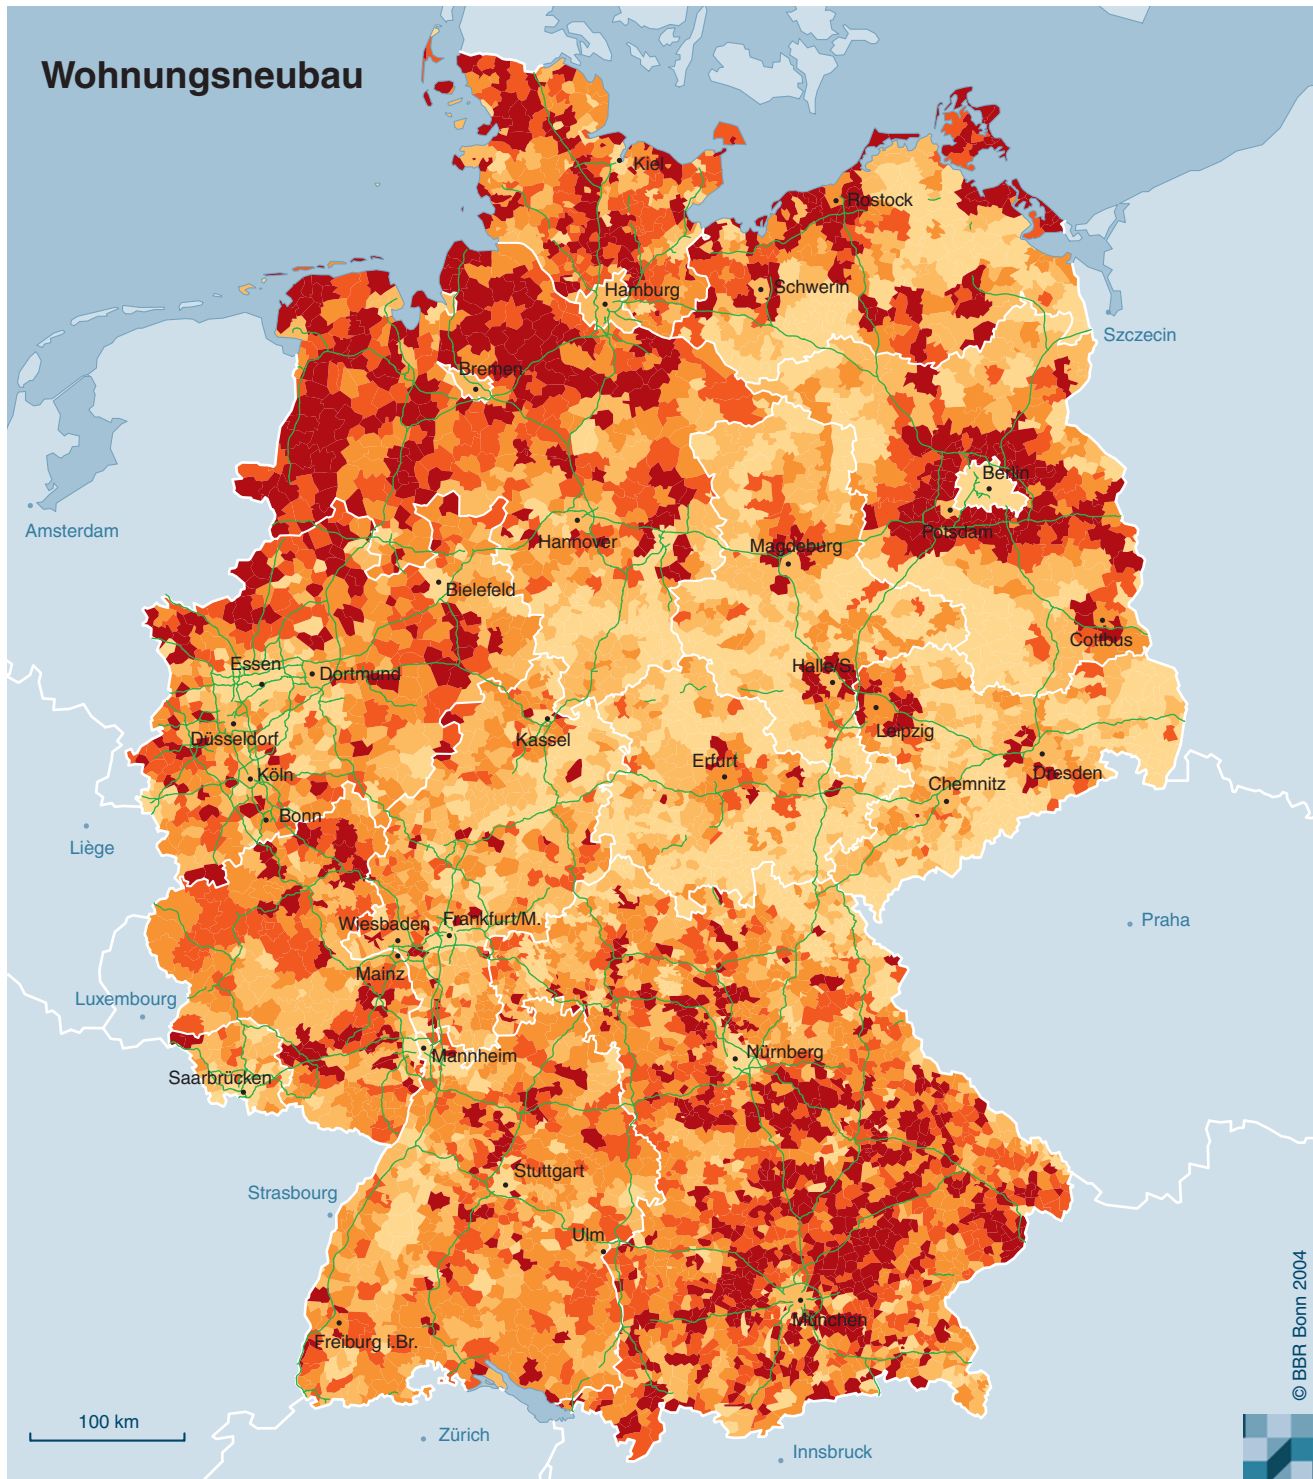 Wohnungsneubau
Kiel
Rostock
Hamburg
Schwerin
Szczecin
Bremen
Berlin
Amsterdam
Potsdam
Hannover
Magdeburg
Bielefeld
Cottbus
Essen
Dortmund
Halle/S.
Düsseldorf
Leipzig
Kassel
Erfurt
Köln
Dresden
Chemnitz
Bonn
Liège
Wiesbaden
Frankfurt/M.
Praha
Mainz
Luxembourg
Mannheim
Nürnberg
Saarbrücken
Stuttgart
Strasbourg
Ulm
München
Freiburg i.Br.
100 km
Zürich
Innsbruck
© BBR Bonn 2004